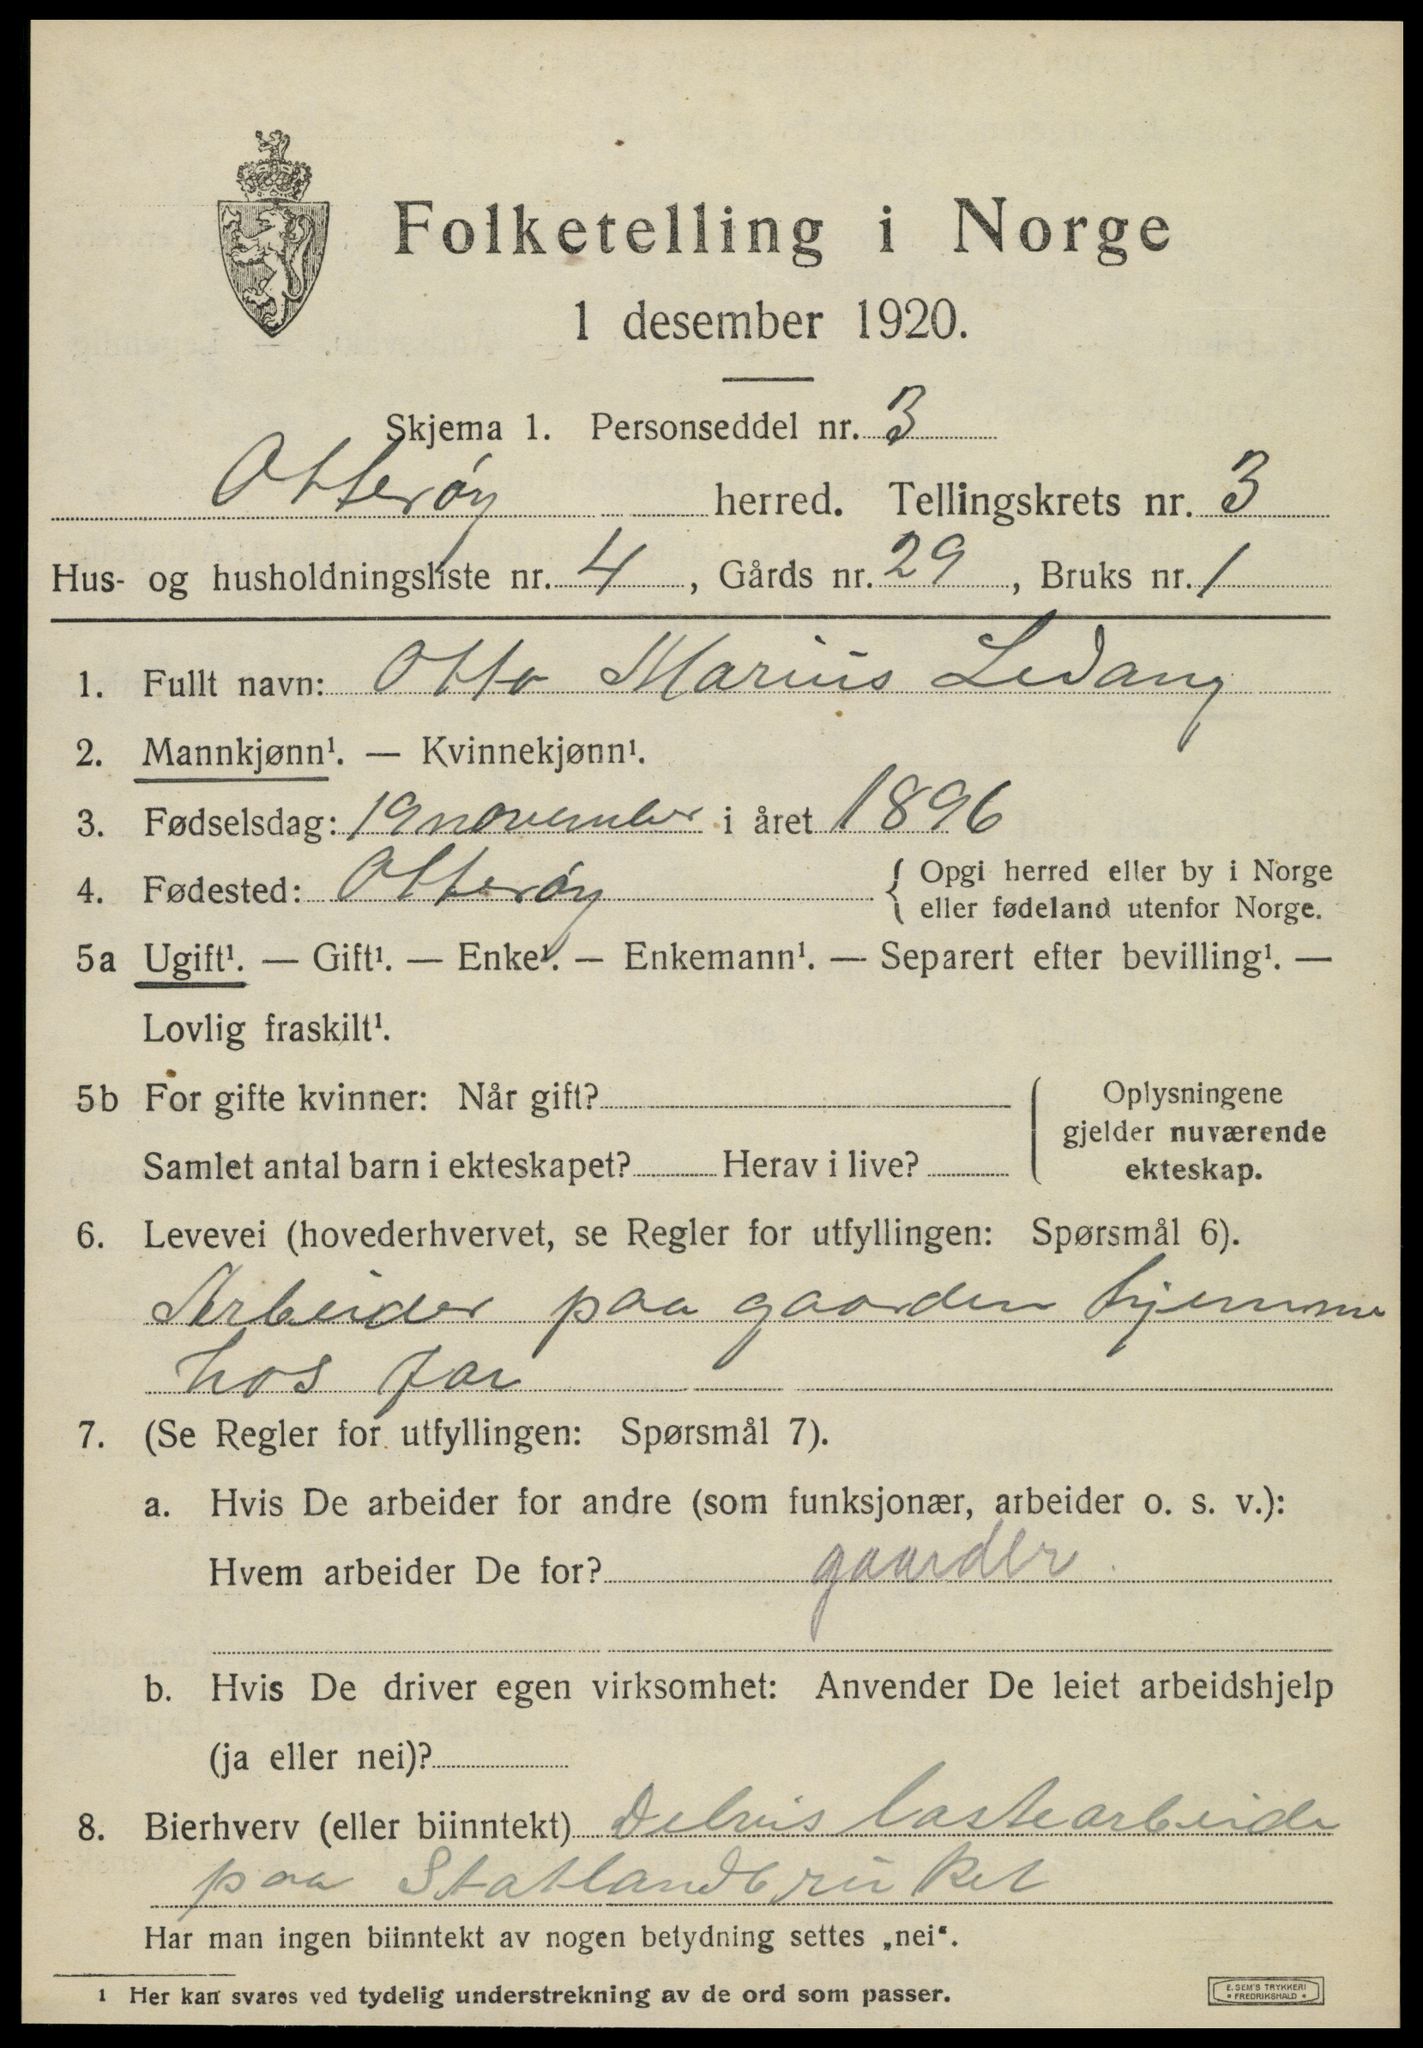 Folketelling i Norge
1 desember 1920.
Skjema 1. Personseddel nr. 3
Otterøy herred. Tellingskrets nr. 3
Hus- og husholdningsliste nr. 4, Gårds nr. 29, Bruks nr. 1
1. Fullt navn: Otto Marius Ledang
2. Mannkjønn¹. — Kvinnekjønn¹.
3. Fødselsdag: 19 november i året 1896
4. Fødested: Otterøy { Opgi herred eller by i Norge
eller fødeland utenfor Norge.
5a Ugift¹. — Gift¹. — Enke¹. — Enkemann¹. — Separert efter bevilling¹. —
Lovlig fraskilt¹.
5b For gifte kvinner: Når gift?
Samlet antal barn i ekteskapet? Herav i live?
Oplysningene
gjelder nuværende
ekteskap.
6. Levevei (hovederhvervet, se Regler for utfyllingen: Spørsmål 6).
Arbeider paa gaarden hjemme
hos far
7. (Se Regler for utfyllingen: Spørsmål 7).
a. Hvis De arbeider for andre (som funksjonær, arbeider o. s. v.):
Hvem arbeider De for? gaarder.
b. Hvis De driver egen virksomhet: Anvender De leiet arbeidshjelp
(ja eller nei)?
8. Bierhverv (eller biinntekt) Delvis lastearbeide
paa Statlandbruket
Har man ingen biinntekt av nogen betydning settes „nei“.
1 Her kan svares ved tydelig understrekning av de ord som passer.
E. SEM'S TRYKKERI
FREDRIKSHALD